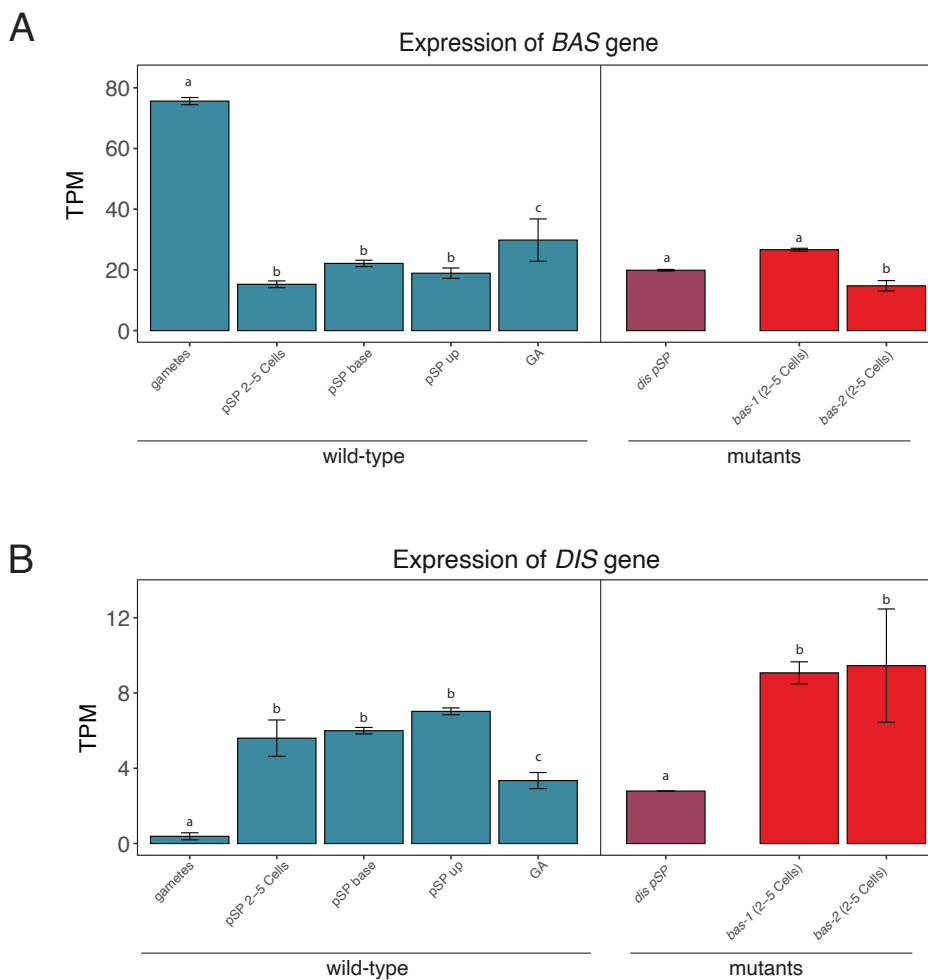 A
Expression of BAS gene
TPM
80
60
40
20
0
a
b
b
b
c
a
a
b
gametes
pSP 2–5 Cells
pSP base
pSP up
GA
dis pSP
bas-1 (2–5 Cells)
bas-2 (2-5 Cells)
wild-type
mutants
B
Expression of DIS gene
TPM
12
8
4
0
a
b
b
b
c
a
b
b
gametes
pSP 2–5 Cells
pSP base
pSP up
GA
dis pSP
bas-1 (2–5 Cells)
bas-2 (2-5 Cells)
wild-type
mutants